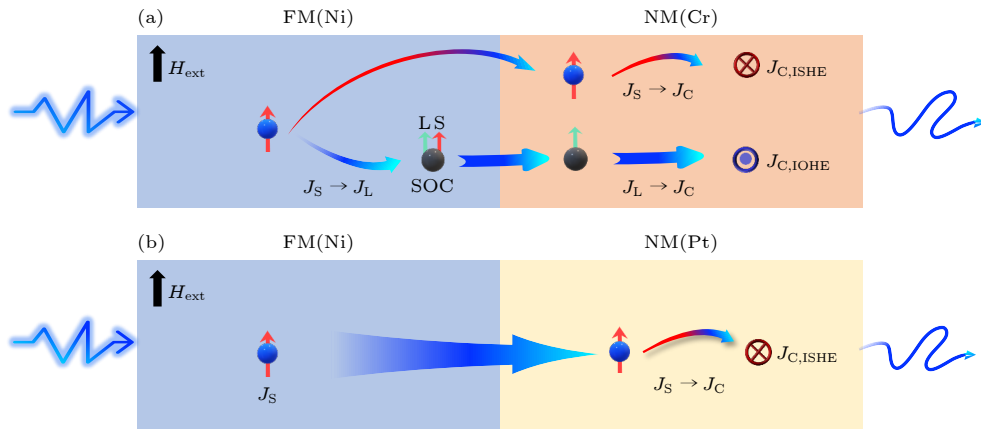 (a) FM(Ni) NM(Cr)
H_ext
J_C,ISHE
J_S → J_C
L S
J_C,IOHE
J_S → J_L SOC J_L → J_C
(b) FM(Ni) NM(Pt)
H_ext
J_C,ISHE
J_S J_S → J_C